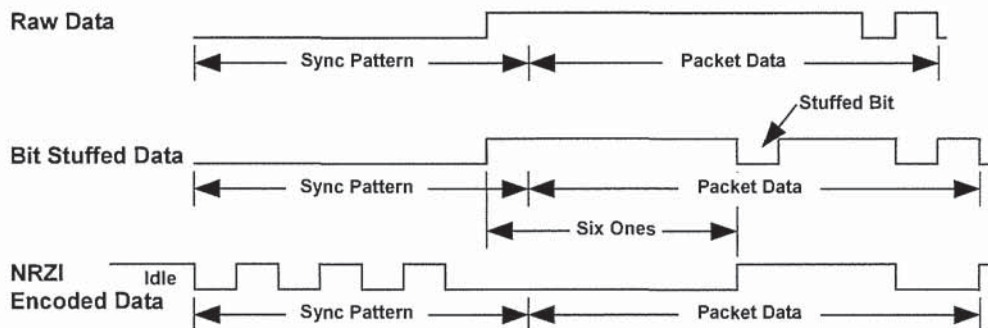 Raw Data
Sync Pattern
Packet Data
Stuffed Bit
Bit Stuffed Data
Sync Pattern
Packet Data
Six Ones
NRZI
Idle
Encoded Data
Sync Pattern
Packet Data